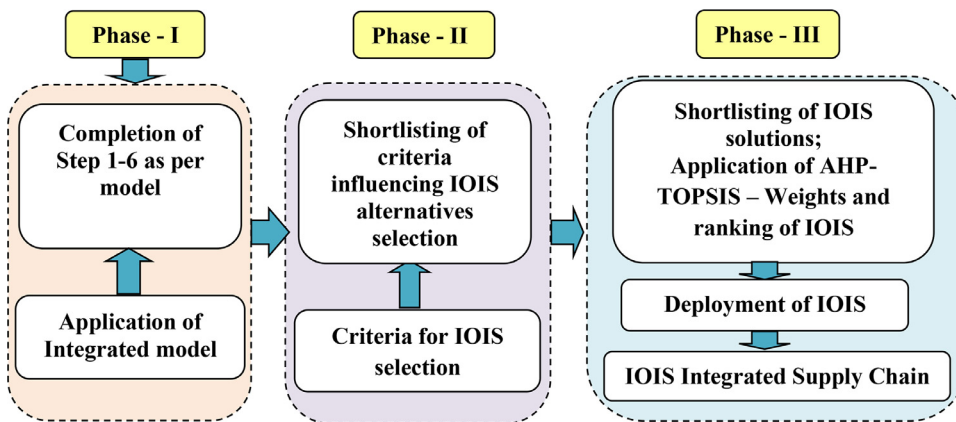 Phase - I
Completion of
Step 1-6 as per
model
Application of
Integrated model
Phase - II
Shortlisting of
criteria
influencing IOIS
alternatives
selection
Criteria for IOIS
selection
Phase - III
Shortlisting of IOIS
solutions;
Application of AHP-
TOPSIS – Weights and
ranking of IOIS
Deployment of IOIS
IOIS Integrated Supply Chain